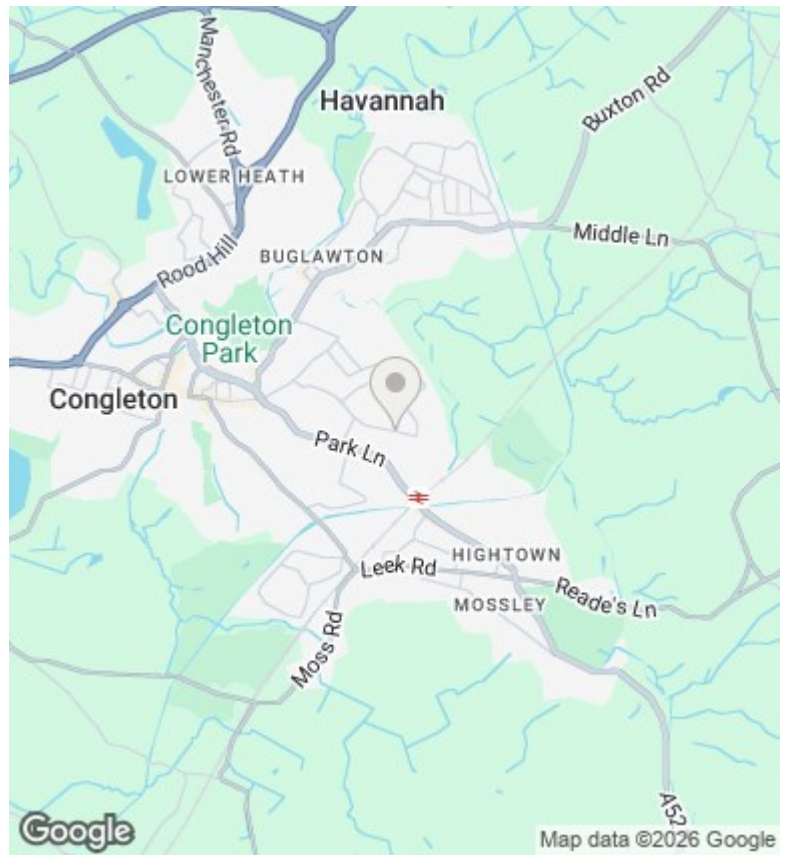 Manchester Rd
Havannah
Buxton Rd
LOWER HEATH
Middle Ln
Rood Hill
BUGLAWTON
Congleton
Park
Congleton
Park Ln
HIGHTOWN
Leek Rd
Reade's Ln
MOSSLEY
Moss Rd
A52
Google
Map data ©2026 Google